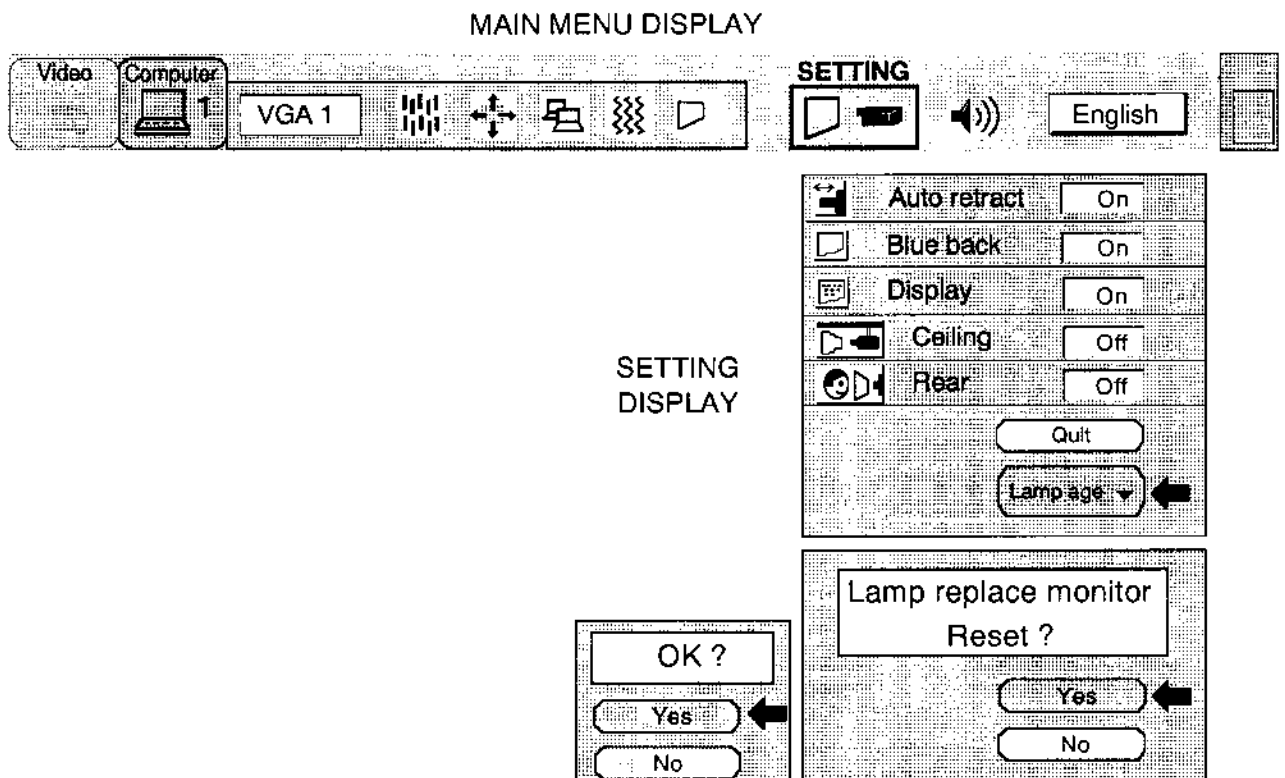 MAIN MENU DISPLAY
Video Computer SETTING
1 VGA 1 English
Auto retract On
Blue back On
Display On
Ceiling Off
SETTING
DISPLAY
Rear Off
Quit
Lamp age
Lamp replace monitor
Reset ?
OK ?
Yes
No
Yes
No